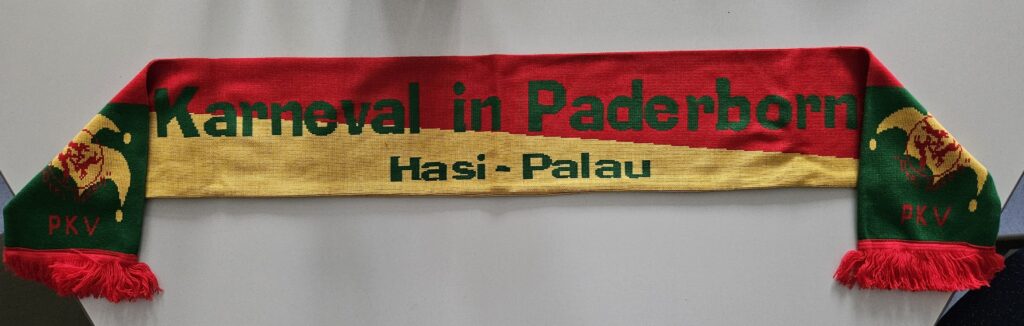 Karneval in Paderborn
Hasi - Palau
PKV
PKV